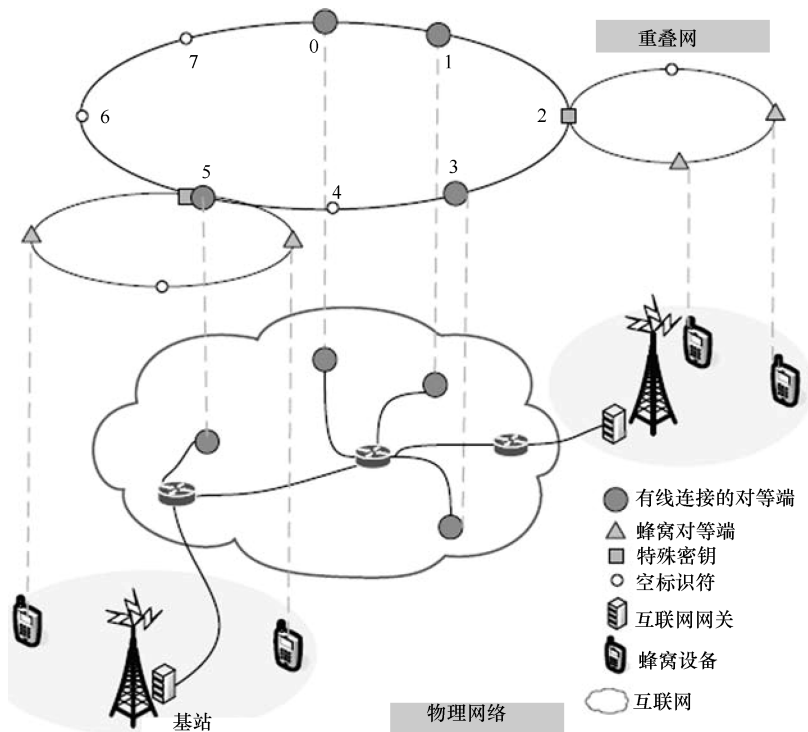 重叠网
0
1
7
6
2
5
4
3
有线连接的对等端
蜂窝对等端
特殊密钥
空标识符
互联网网关
蜂窝设备
互联网
基站
物理网络